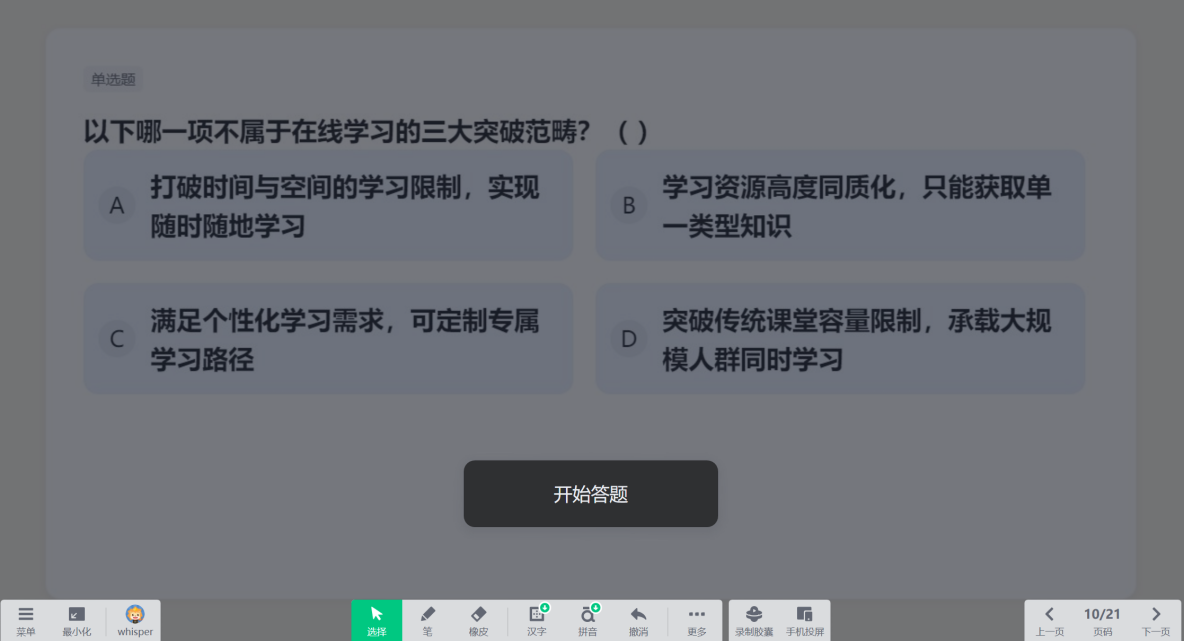 单选题
以下哪一项不属于在线学习的三大突破范畴？（ ）
A
打破时间与空间的学习限制，实现
随时随地学习
B
学习资源高度同质化，只能获取单
一类型知识
C
满足个性化学习需求，可定制专属
学习路径
D
突破传统课堂容量限制，承载大规
模人群同时学习
开始答题
菜单
最小化
whisper
选择
笔
橡皮
汉字
拼音
撤消
更多
录制胶囊
手机投屏
上一页
10/21
页码
下一页